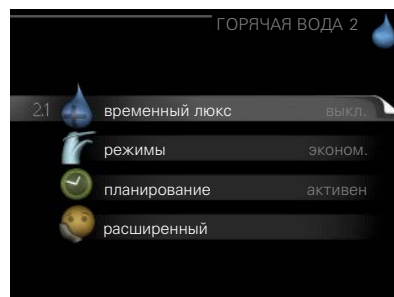 ГОРЯЧАЯ ВОДА 2
2.1 временный люкс выкл.
режимы эконом.
планирование активен
расширенный